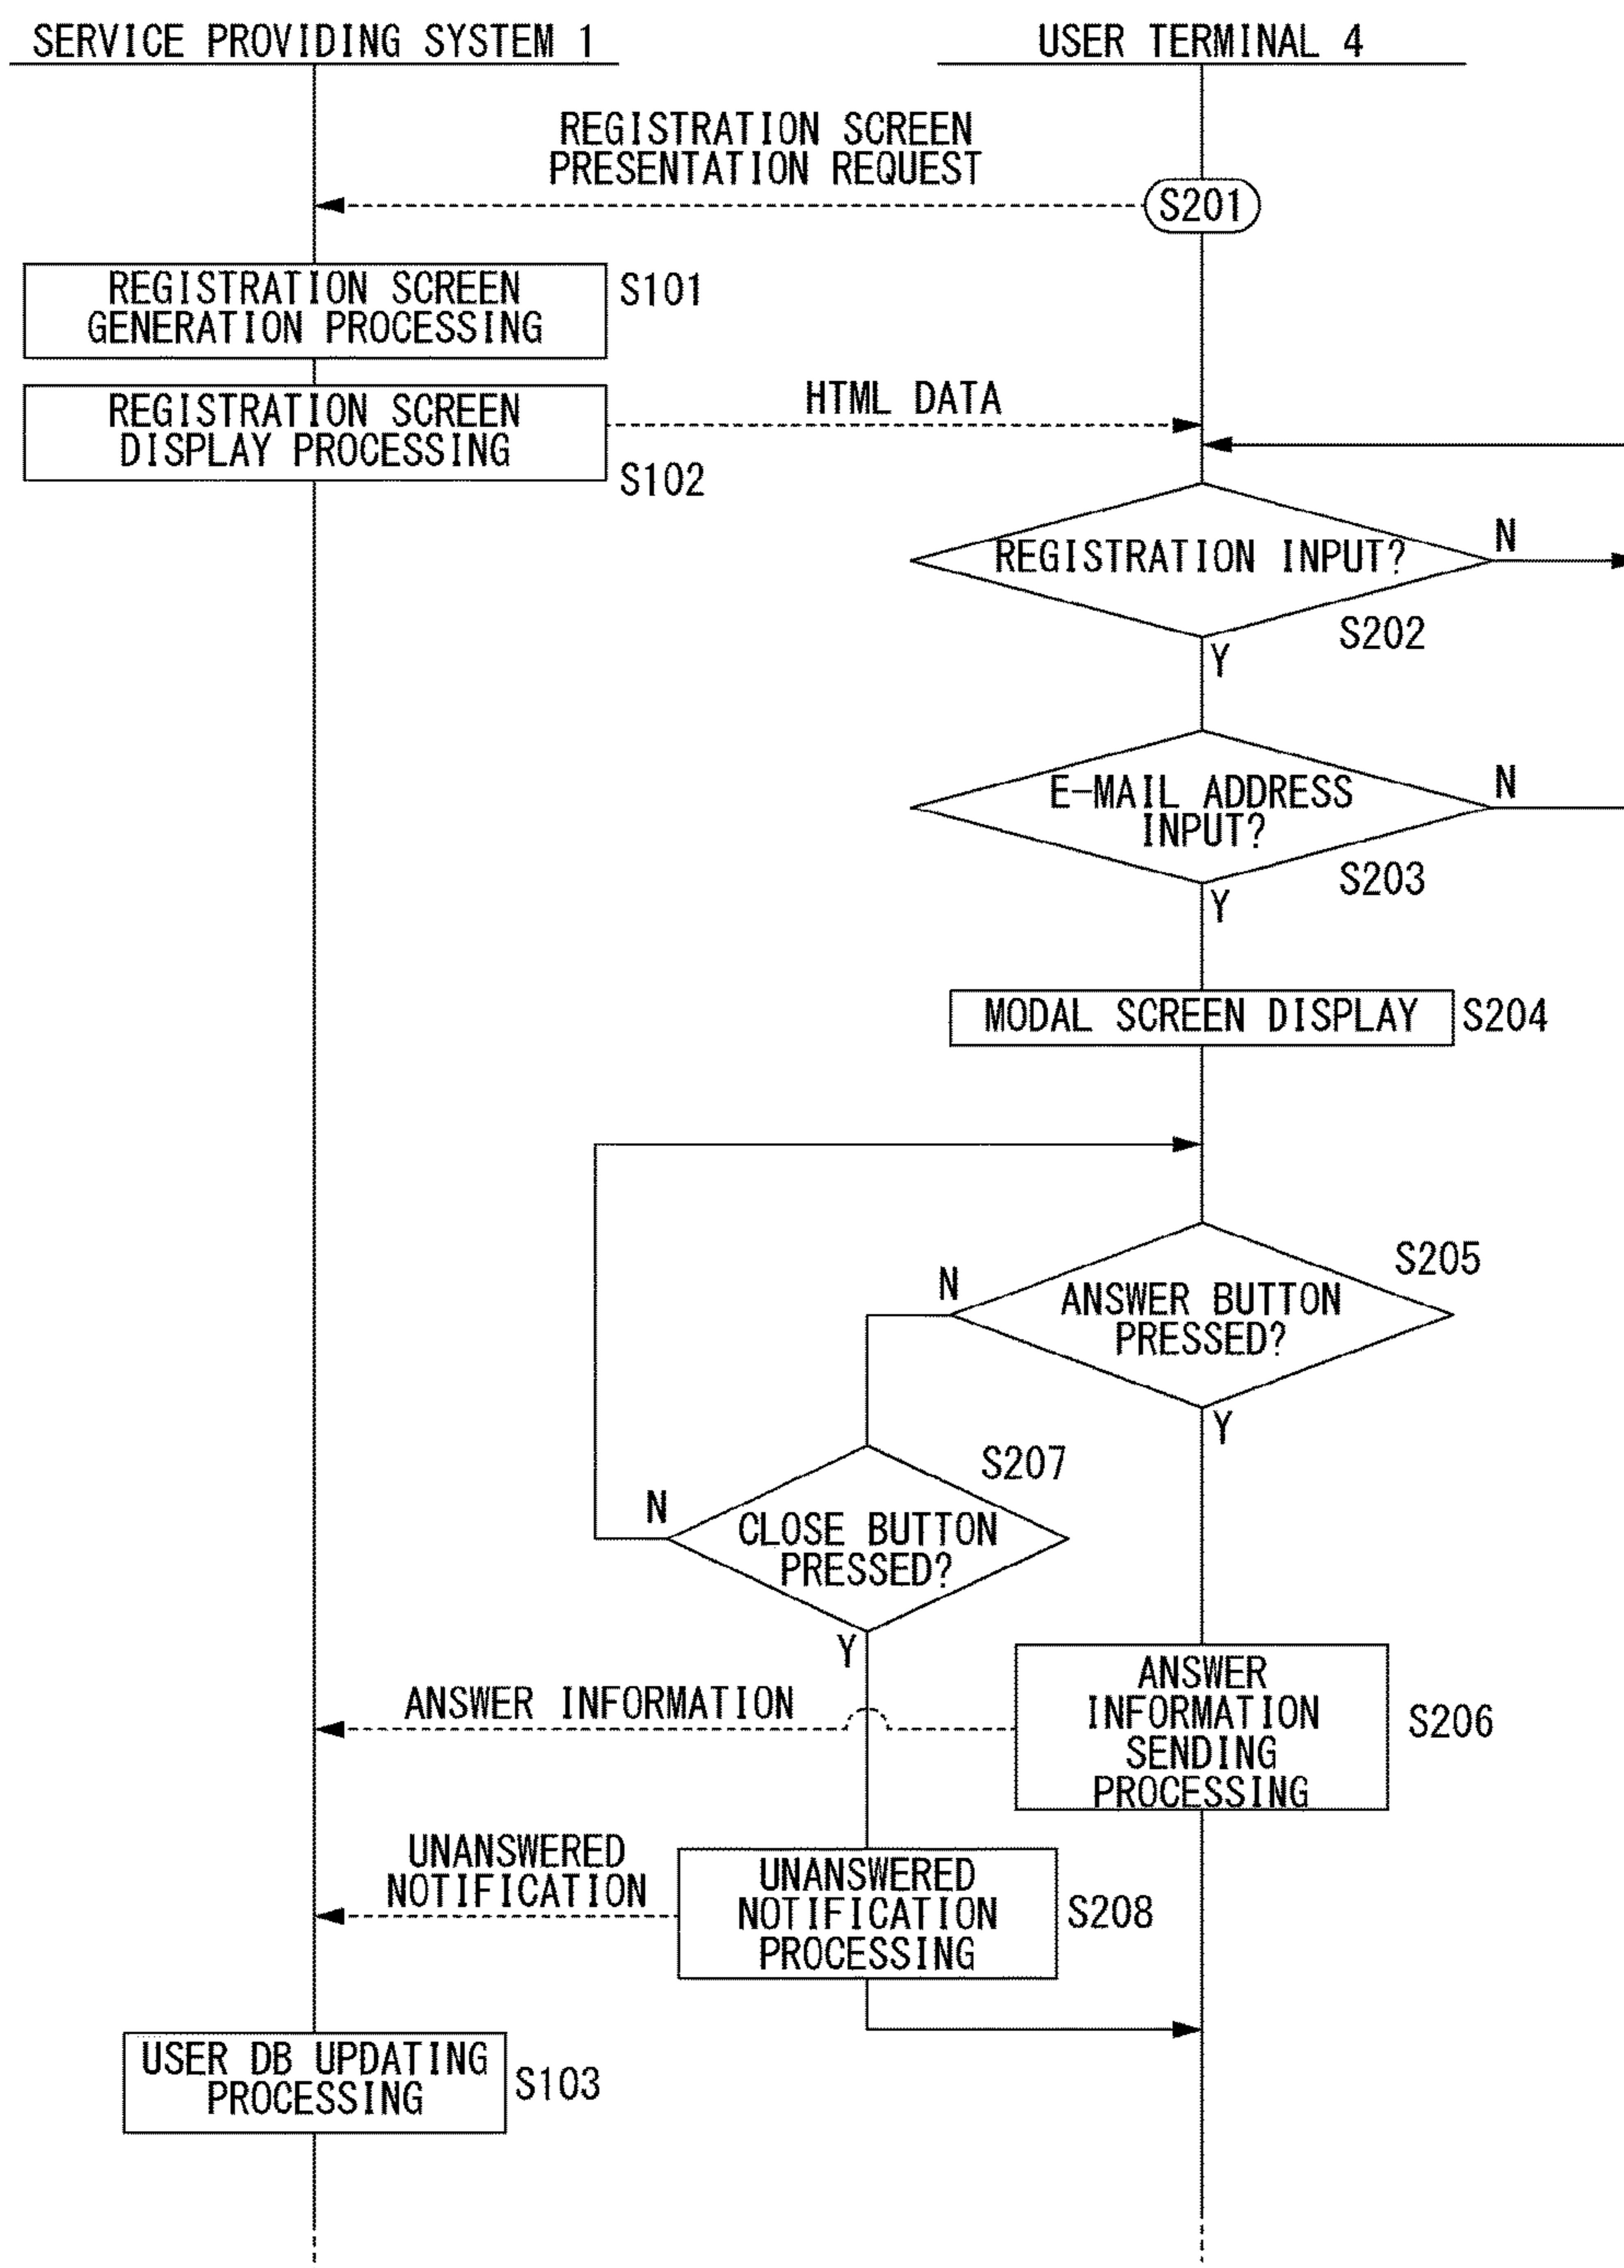 SERVICE PROVIDING SYSTEM 1
USER TERMINAL 4
REGISTRATION SCREEN
PRESENTATION REQUEST
S201
REGISTRATION SCREEN
GENERATION PROCESSING
S101
REGISTRATION SCREEN
DISPLAY PROCESSING
S102
HTML DATA
REGISTRATION INPUT?
N
S202
Y
E-MAIL ADDRESS
INPUT?
N
S203
Y
MODAL SCREEN DISPLAY
S204
S205
N
ANSWER BUTTON
PRESSED?
Y
S207
N
CLOSE BUTTON
PRESSED?
Y
ANSWER INFORMATION
ANSWER
INFORMATION
SENDING
PROCESSING
S206
UNANSWERED
NOTIFICATION
UNANSWERED
NOTIFICATION
PROCESSING
S208
USER DB UPDATING
PROCESSING
S103